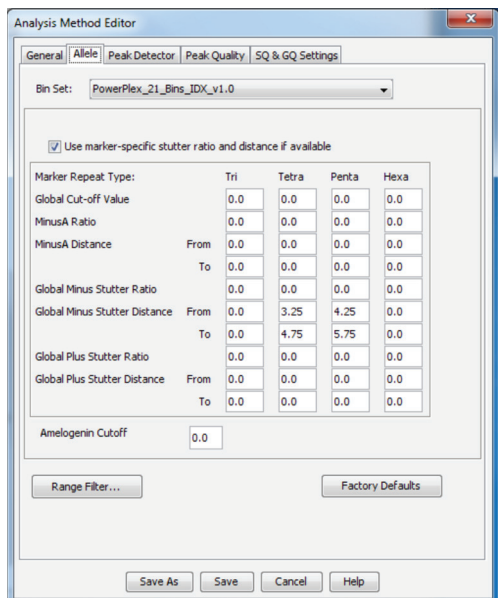 Analysis Method Editor
General Allele Peak Detector Peak Quality SQ & GQ Settings
Bin Set: PowerPlex_21_Bins_IDX_v1.0
Use marker-specific stutter ratio and distance if available
Marker Repeat Type: Tri Tetra Penta Hexa
Global Cut-off Value 0.0 0.0 0.0 0.0
MinusA Ratio 0.0 0.0 0.0 0.0
MinusA Distance From 0.0 0.0 0.0 0.0
To 0.0 0.0 0.0 0.0
Global Minus Stutter Ratio 0.0 0.0 0.0 0.0
Global Minus Stutter Distance From 0.0 3.25 4.25 0.0
To 0.0 4.75 5.75 0.0
Global Plus Stutter Ratio 0.0 0.0 0.0 0.0
Global Plus Stutter Distance From 0.0 0.0 0.0 0.0
To 0.0 0.0 0.0 0.0
Amelogenin Cutoff 0.0
Range Filter... Factory Defaults
Save As Save Cancel Help